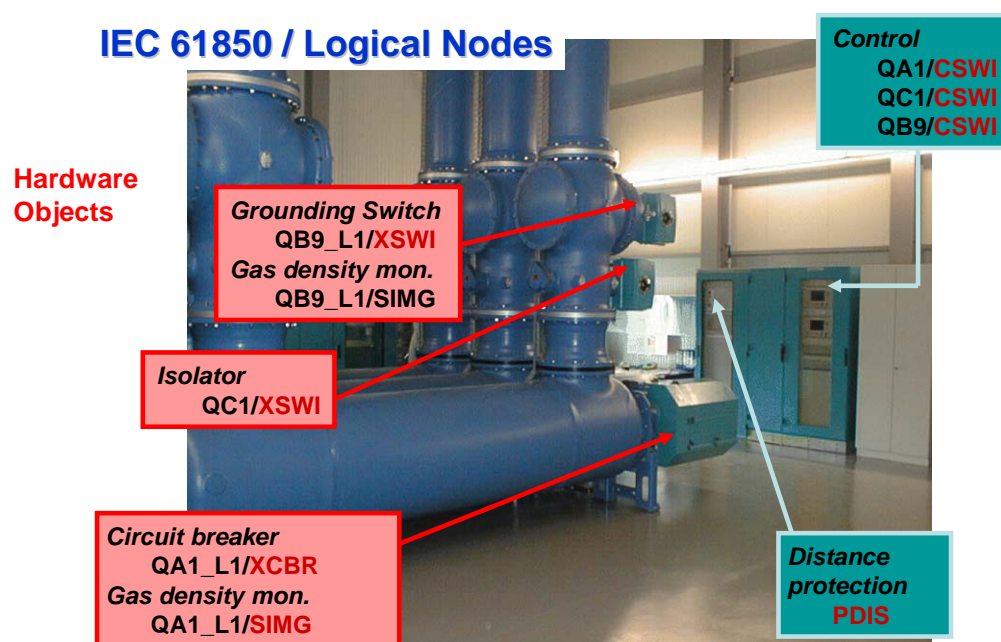 IEC 61850 / Logical Nodes
Control
QA1/CSWI
QC1/CSWI
QB9/CSWI
Hardware
Objects
Grounding Switch
QB9_L1/XSWI
Gas density mon.
QB9_L1/SIMG
Isolator
QC1/XSWI
Circuit breaker
QA1_L1/XCBR
Gas density mon.
QA1_L1/SIMG
Distance
protection
PDIS